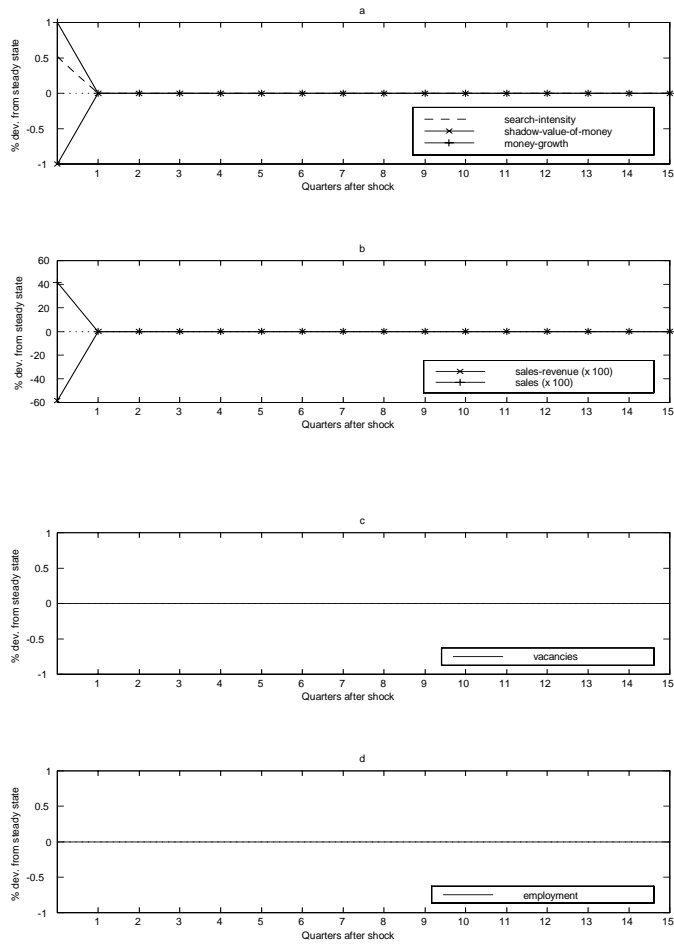 a
% dev. from steady state
1
0.5
0
-0.5
-1
search-intensity
shadow-value-of-money
money-growth
1 2 3 4 5 6 7 8 9 10 11 12 13 14 15
Quarters after shock
b
% dev. from steady state
60
40
20
0
-20
-40
-60
sales-revenue (x 100)
sales (x 100)
1 2 3 4 5 6 7 8 9 10 11 12 13 14 15
Quarters after shock
c
% dev. from steady state
1
0.5
0
-0.5
-1
vacancies
1 2 3 4 5 6 7 8 9 10 11 12 13 14 15
Quarters after shock
d
% dev. from steady state
1
0.5
0
-0.5
-1
employment
1 2 3 4 5 6 7 8 9 10 11 12 13 14 15
Quarters after shock